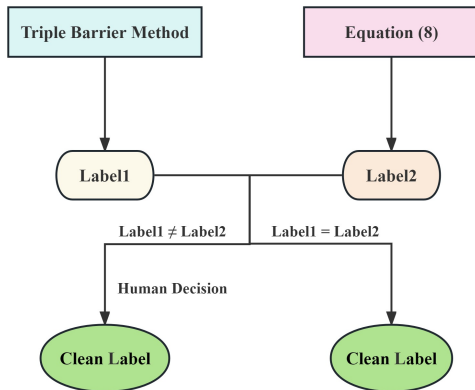 Triple Barrier Method
Equation (8)
Label1
Label2
Label1 ≠ Label2
Label1 = Label2
Human Decision
Clean Label
Clean Label